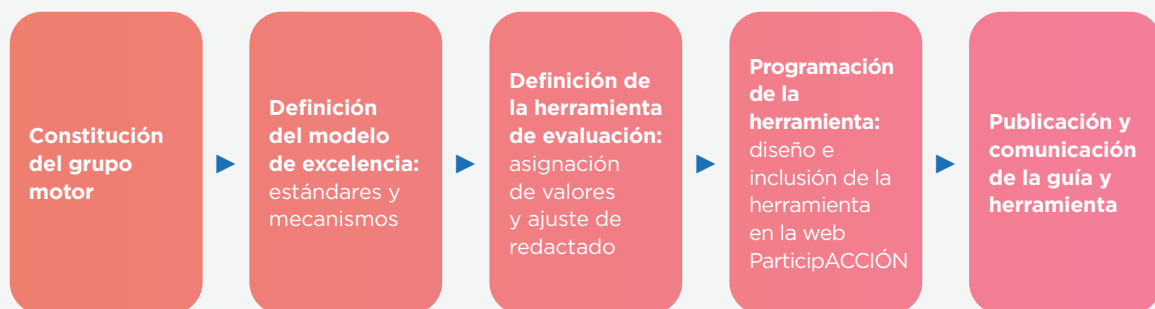 Constitución
del grupo
motor
Definición
del modelo
de excelencia:
estándares y
mecanismos
Definición de
la herramienta
de evaluación:
asignación
de valores
y ajuste de
redactado
Programación
de la
herramienta:
diseño e
inclusión de la
herramienta
en la web
ParticipACCIÓN
Publicación y
comunicación
de la guía y
herramienta